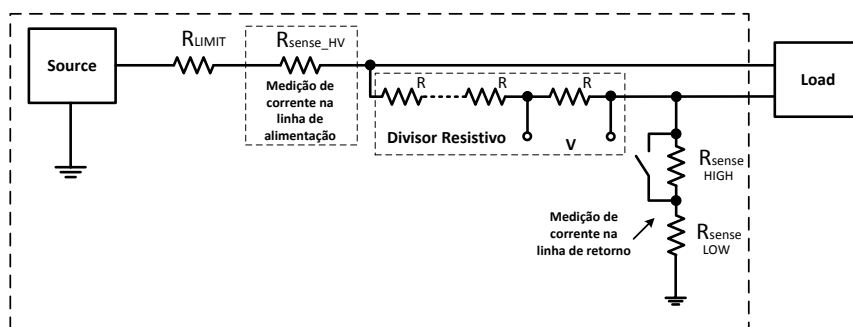 Source
RLIMIT
Rsense_HV
Medição de
corrente na
linha de
alimentação
R
R
R
Divisor Resistivo
V
Load
Rsense
HIGH
Medição de
corrente na
linha de retorno
Rsense
LOW